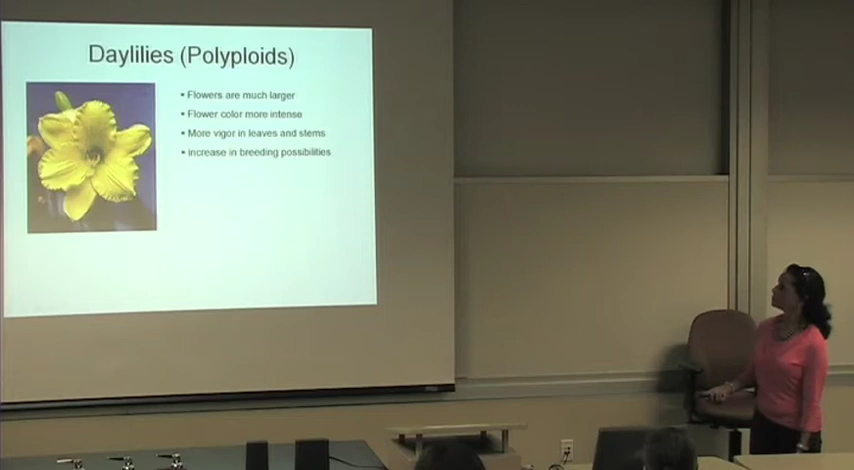 Daylilies (Polyploids)
▪ Flowers are much larger
▪ Flower color more intense
▪ More vigor in leaves and stems
▪ increase in breeding possibilities